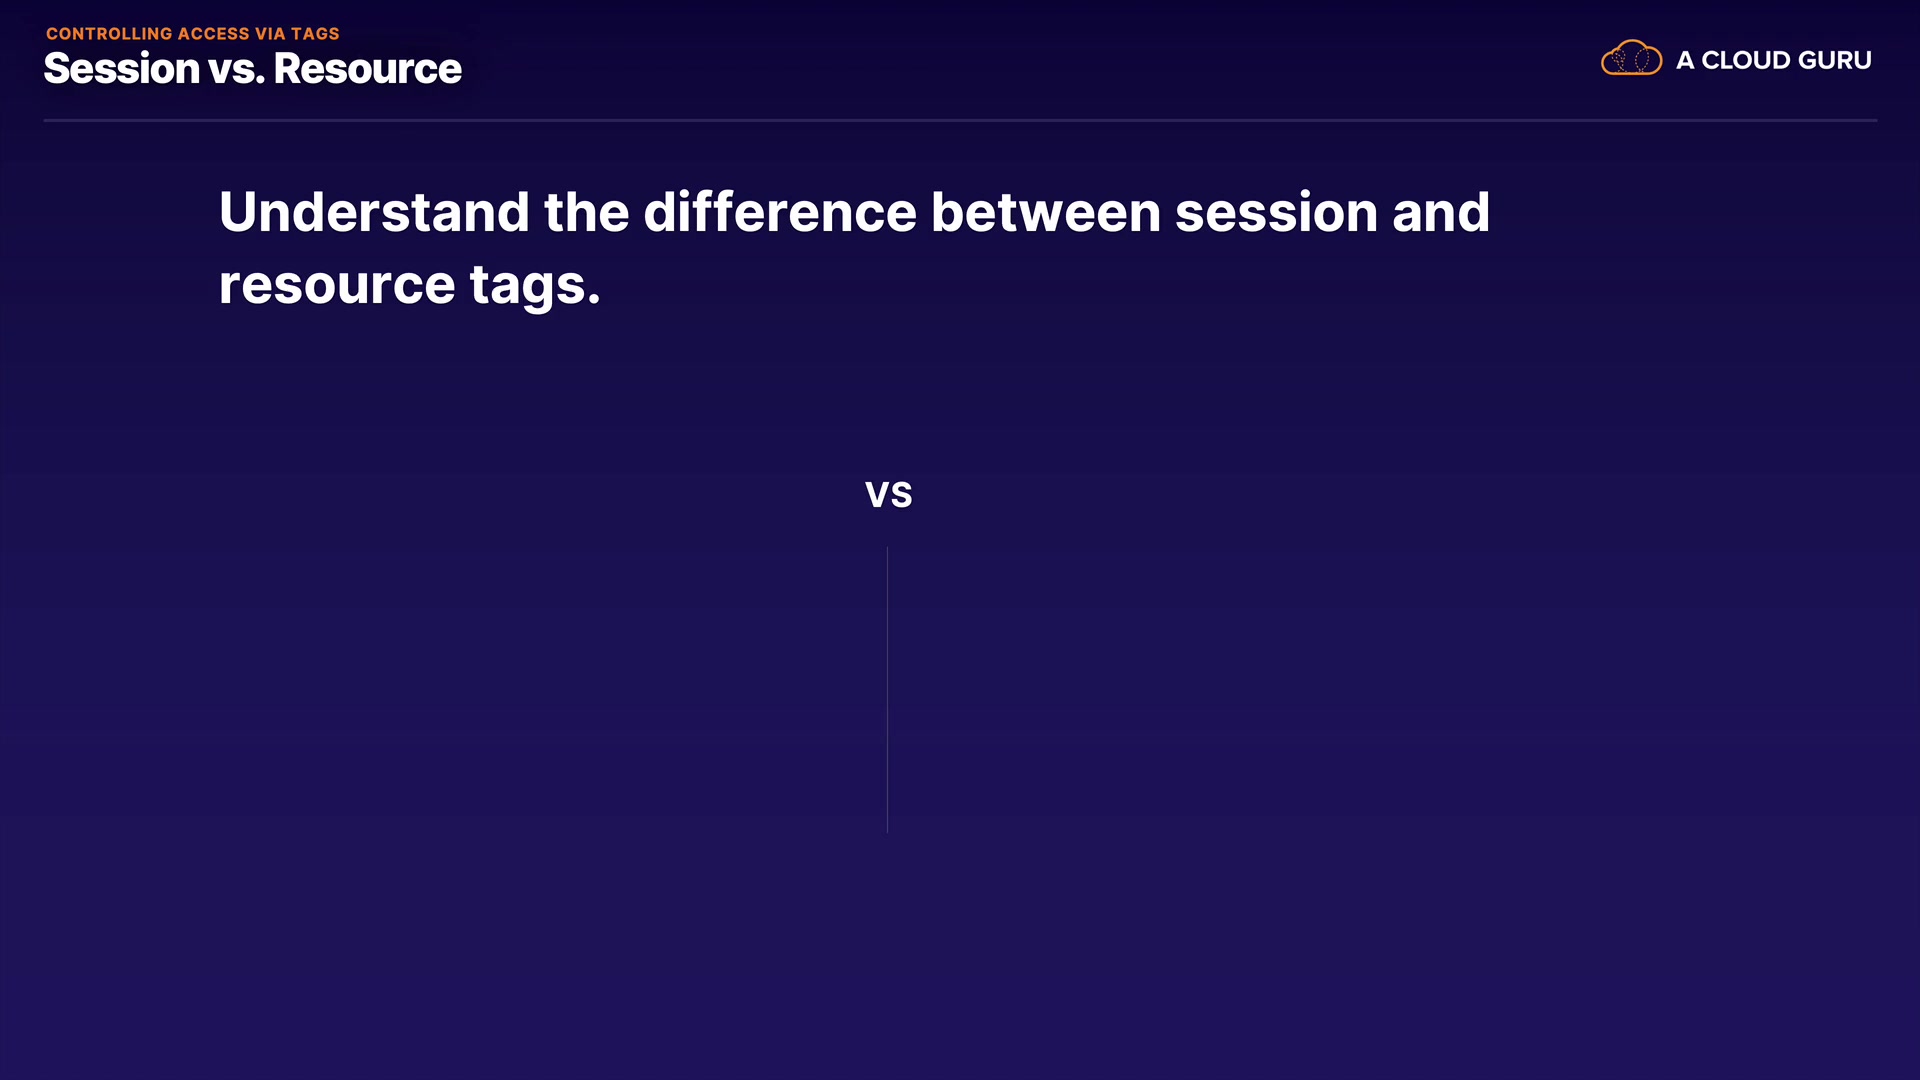 CONTROLLING ACCESS VIA TAGS
Session vs. Resource
A CLOUD GURU
Understand the difference between session and
resource tags.
vs